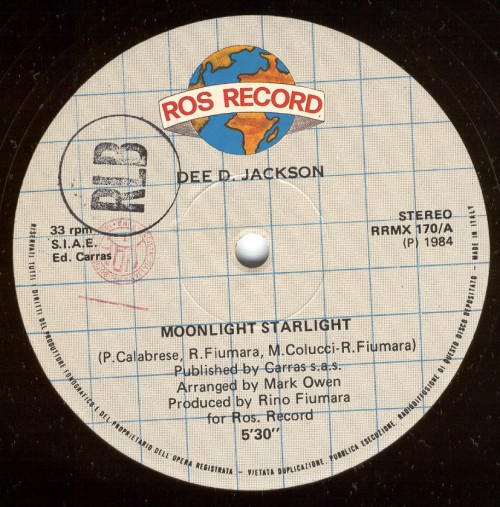 ROS RECORD
DEE D. JACKSON
RLB
33 rpm
S.I.A.E.
Ed. Carras
STEREO
RRMX 170/A
(P) 1984
MOONLIGHT STARLIGHT
(P.Calabrese, R.Fiumara, M.Colucci-R.Fiumara)
Published by Carras s.a.s.
Arranged by Mark Owen
Produced by Rino Fiumara
for Ros. Record
5'30''
RISERVATI TUTTI I DIRITTI DEL PRODUTTORE FONOGRAFICO E DEL PROPRIETARIO DELL OPERA REGISTRATA - VIETATA DUPLICAZIONE. PUBBLICA ESECUZIONE. RADIODIFFUSIONE DI QUESTO DISCO DEPOSITATO - MADE IN ITALY